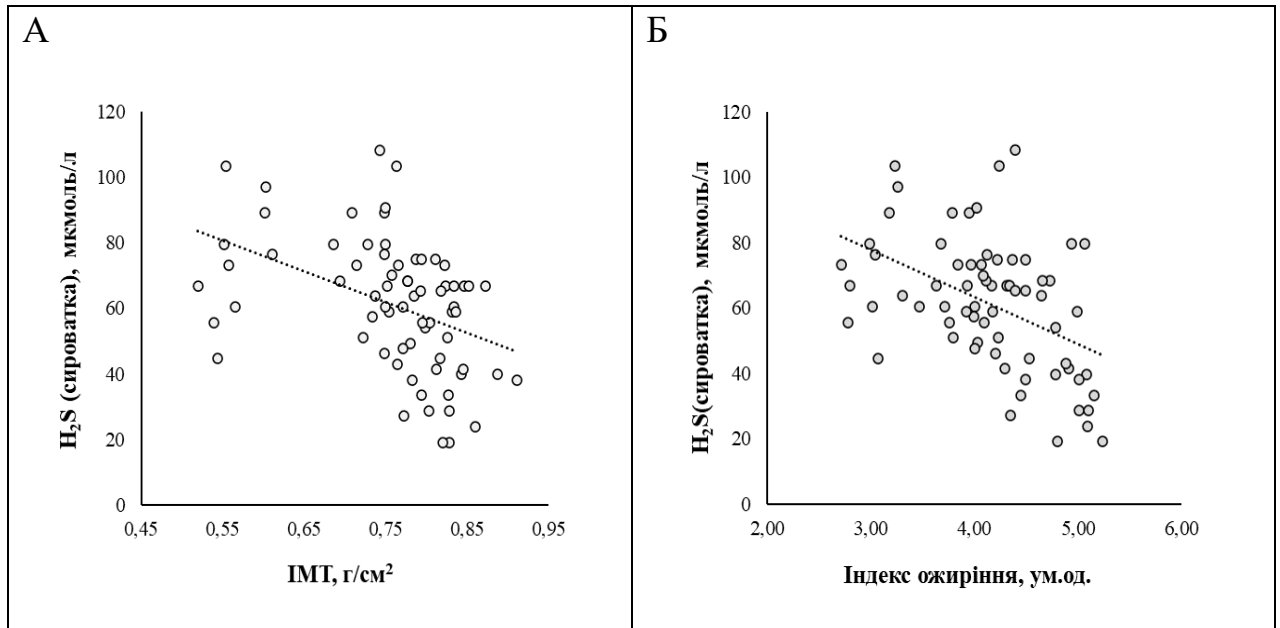 А
120
100
80
60
40
20
0
H₂S (сироватка), мкмоль/л
0,45 0,55 0,65 0,75 0,85 0,95
ІМТ, г/см²
Б
120
100
80
60
40
20
0
H₂S(сироватка), мкмоль/л
2,00 3,00 4,00 5,00 6,00
Індекс ожиріння, ум.од.